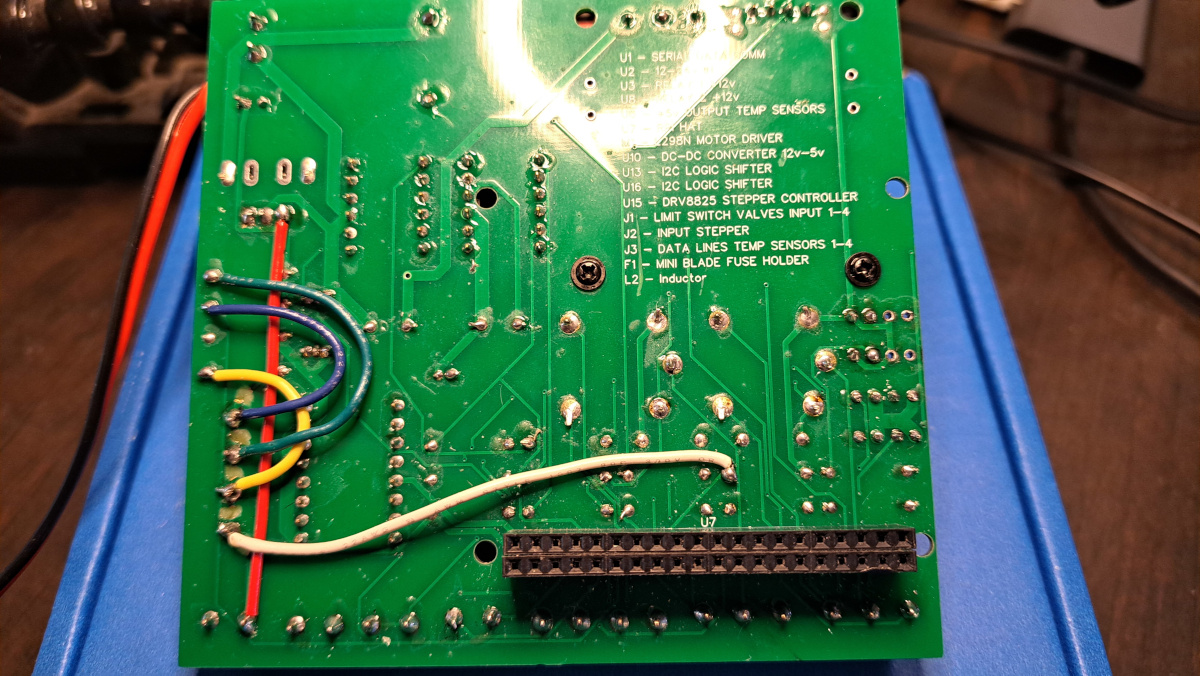 U1 – SERIAL COMM
U2 – 12-
U3 – 12v
U8 – +12v
OUTPUT TEMP SENSORS
HAT
L298N MOTOR DRIVER
U10 – DC-DC CONVERTER 12v-5v
U13 – I2C LOGIC SHIFTER
U16 – I2C LOGIC SHIFTER
U15 – DRV8825 STEPPER CONTROLLER
J1 – LIMIT SWITCH VALVES INPUT 1-4
J2 – INPUT STEPPER
J3 – DATA LINES TEMP SENSORS 1-4
F1 – MINI BLADE FUSE HOLDER
L2 – Inductor
U7